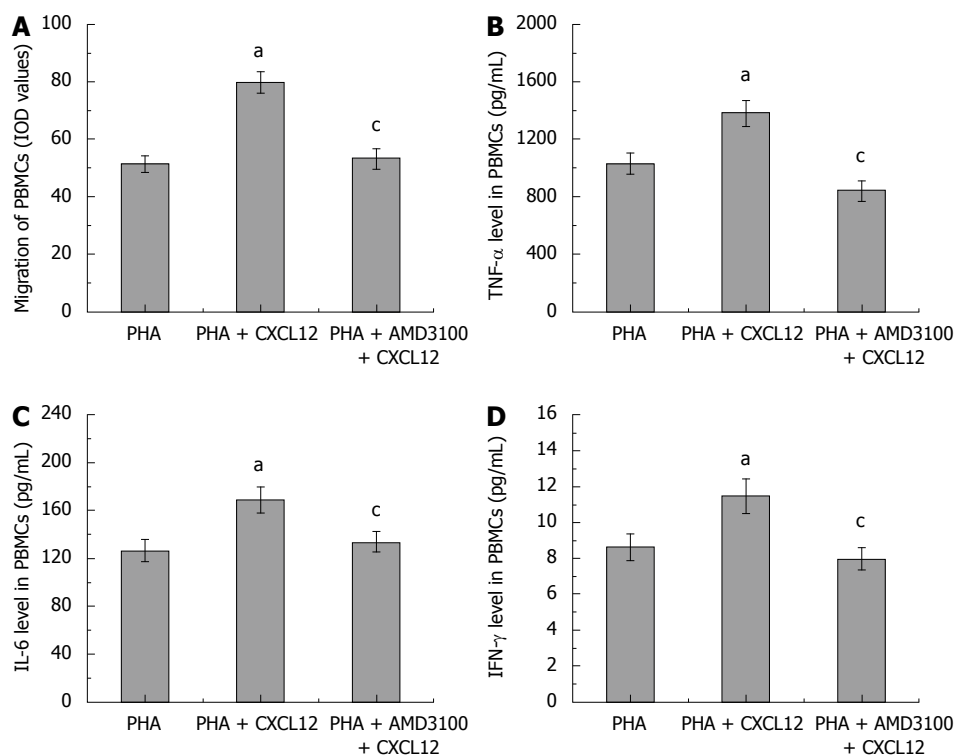 A
Migration of PBMCs (IOD values)
100
80
60
40
20
0
a
c
PHA
PHA + CXCL12
PHA + AMD3100
+ CXCL12
B
TNF-α level in PBMCs (pg/mL)
2000
1600
1200
800
400
0
a
c
PHA
PHA + CXCL12
PHA + AMD3100
+ CXCL12
C
IL-6 level in PBMCs (pg/mL)
240
200
160
120
80
40
0
a
c
PHA
PHA + CXCL12
PHA + AMD3100
+ CXCL12
D
IFN-γ level in PBMCs (pg/mL)
16
14
12
10
8
6
4
2
0
a
c
PHA
PHA + CXCL12
PHA + AMD3100
+ CXCL12